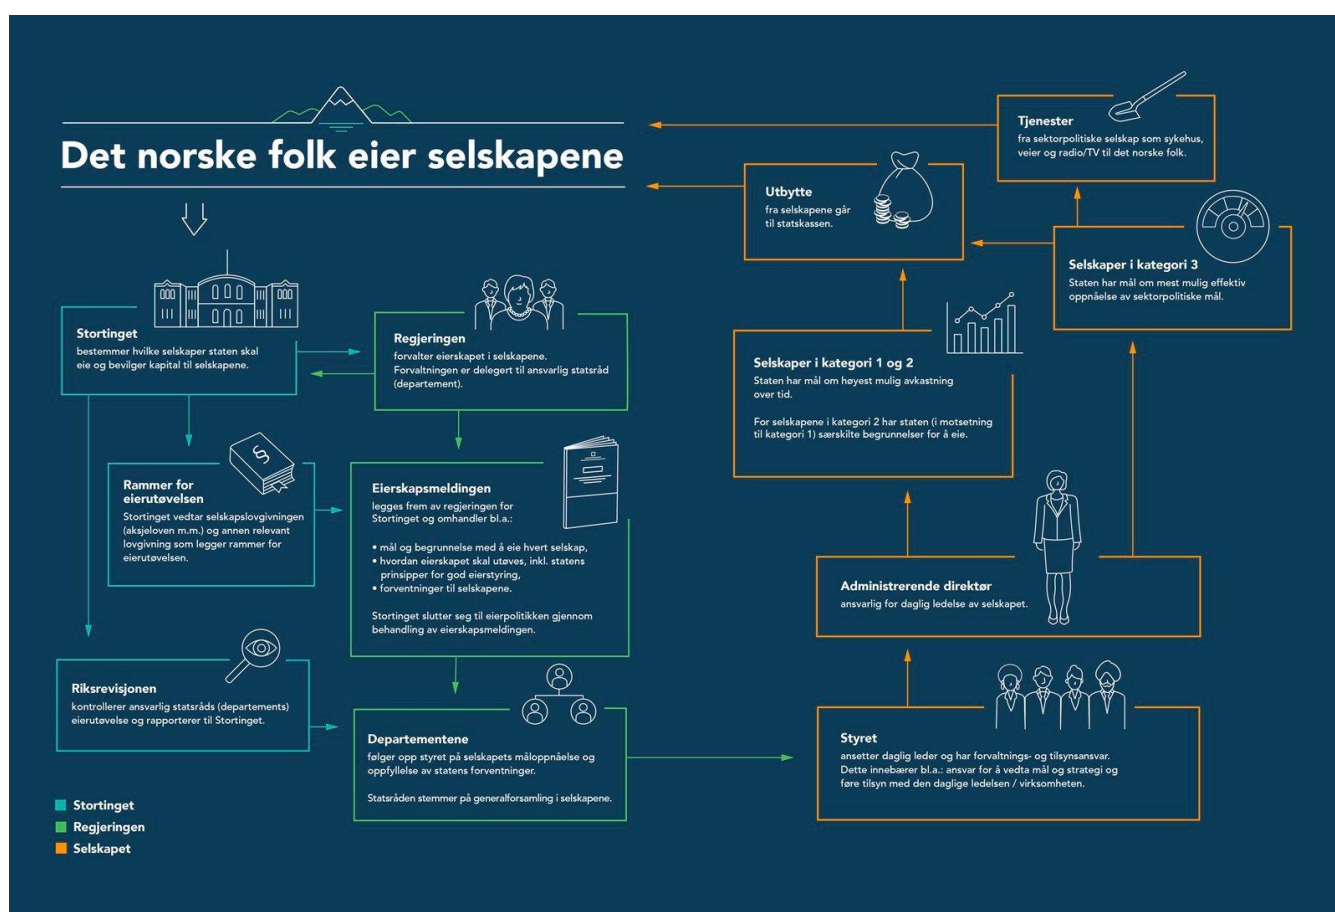 Det norske folk eier selskapene
Stortinget
bestemmer hvilke selskaper staten skal
eie og bevilger kapital til selskapene.
Regjeringen
forvalter eierskapet i selskapene.
Forvaltningen er delegert til ansvarlig statsråd
(departement).
§
Rammer for
eierutøvelsen
Stortinget vedtar selskapslovgivningen
(aksjeloven m.m.) og annen relevant
lovgivning som legger rammer for
eierutøvelsen.
Eierskapsmeldingen
legges frem av regjeringen for
Stortinget og omhandler bl.a.:
• mål og begrunnelse med å eie hvert selskap,
• hvordan eierskapet skal utøves, inkl. statens
prinsipper for god eierstyring,
• forventninger til selskapene.
Stortinget slutter seg til eierpolitikken gjennom
behandling av eierskapsmeldingen.
Riksrevisjonen
kontrollerer ansvarlig statsråds (departements)
eierutøvelse og rapporterer til Stortinget.
Departementene
følger opp styret på selskapets måloppnåelse og
oppfyllelse av statens forventninger.
Statsråden stemmer på generalforsamling i selskapene.
Styret
ansetter daglig leder og har forvaltnings- og tilsynsansvar.
Dette innebærer bl.a.: ansvar for å vedta mål og strategi og
føre tilsyn med den daglige ledelsen / virksomheten.
Administrerende direktør
ansvarlig for daglig ledelse av selskapet.
Selskaper i kategori 1 og 2
Staten har mål om høyest mulig avkastning
over tid.
For selskapene i kategori 2 har staten (i motsetning
til kategori 1) særskilte begrunnelser for å eie.
Selskaper i kategori 3
Staten har mål om mest mulig effektiv
oppnåelse av sektorpolitiske mål.
Utbytte
fra selskapene går
til statskassen.
Tjenester
fra sektorpolitiske selskap som sykehus,
veier og radio/TV til det norske folk.
Stortinget
Regjeringen
Selskapet